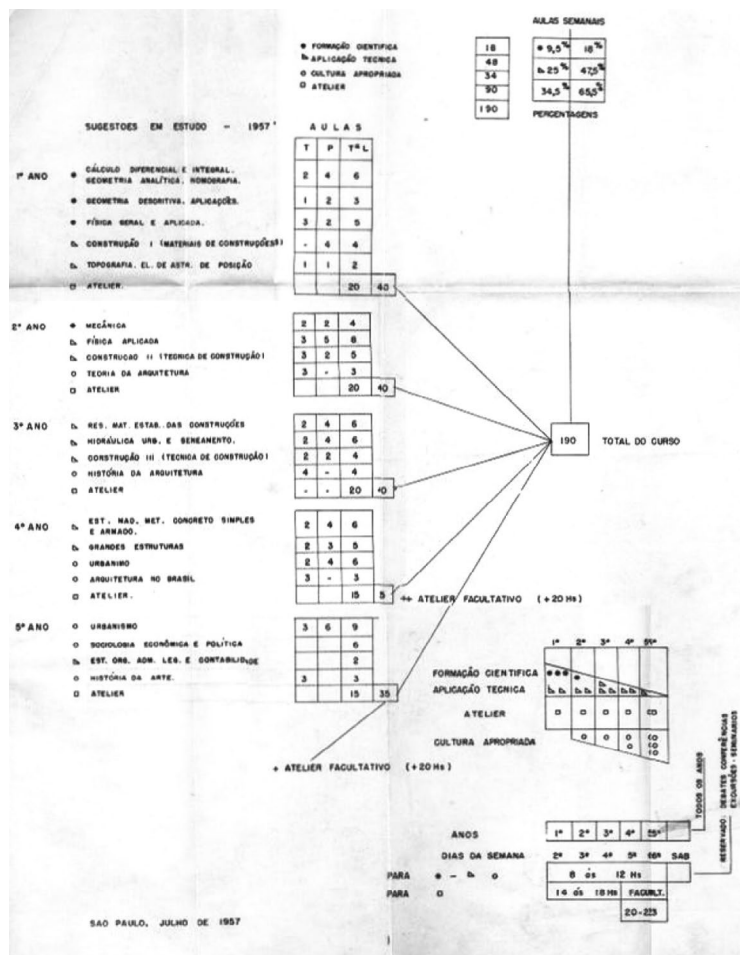 AULAS SEMANAIS
● FORMAÇÃO CIENTIFICA
APLICAÇÃO TECNICA
○ CULTURA APROPRIADA
□ ATELIER
18
48
34
90
190
● 9,5% 18%
25% 47,5%
34,5% 65,5%
PERCENTAGENS
SUGESTOES EM ESTUDO - 1957
AULAS
T P TAL
1º ANO
● CÁLCULO DIFERENCIAL E INTEGRAL. GEOMETRIA ANALÍTICA, NOMOGRAFIA. 2 4 6
● GEOMETRIA DESCRITIVA, APLICAÇÕES. 1 2 3
● FÍSICA GERAL E APLICADA. 3 2 5
CONSTRUÇÃO I (MATERIAIS DE CONSTRUÇÕES) - 4 4
TOPOGRAFIA. EL. DE ASTR. DE POSIÇÃO 1 1 2
□ ATELIER. 20 40
2º ANO
● MECÂNICA 2 2 4
FÍSICA APLICADA 3 5 8
CONSTRUCAO II (TECNICA DE CONSTRUÇÃO) 3 2 5
○ TEORIA DA ARQUITETURA 3 - 3
□ ATELIER 20 40
3º ANO
RES. MAT. ESTAB. DAS CONSTRUÇÕES 2 4 6
HIDRÁULICA URB. E SENEAMENTO. 2 4 6
CONSTRUÇÃO III (TECNICA DE CONSTRUÇÃO) 2 2 4
○ HISTÓRIA DA ARQUITETURA 4 - 4
□ ATELIER - - 20
190 TOTAL DO CURSO
4º ANO
EST. MAD. MET. CONCRETO SIMPLES E ARMADO. 2 4 6
GRANDES ESTRUTURAS 2 3 5
○ URBANIMO 2 4 6
○ ARQUITETURA NO BRASIL 3 - 3
□ ATELIER. 15 5
++ ATELIER FACULTATIVO (+20 Hs)
5º ANO
○ URBANISMO 3 6 9
○ SOCIOLOGIA ECONÔMICA E POLÍTICA 6
EST. ORG. ADM. LEG. E CONTABILIDADE 2
○ HISTÓRIA DA ARTE. 3 3
□ ATELIER 15 35
+ ATELIER FACULTATIVO (+20 Hs)
1º 2º 3º 4º 5º
FORMAÇÃO CIENTIFICA
APLICAÇÃO TECNICA
ATELIER
CULTURA APROPRIADA
TODOS OS ANOS
RESERVADO: DEBATES CONFERÊNCIAS
EXCURSÕES - SEMINARIOS
ANOS 1º 2º 3º 4º 5º
DIAS DA SEMANA 2ª 3ª 4ª 5ª 6ª SAB
PARA ● - ○ 8 ás 12 Hs
PARA □ 14 ás 18 Hs FACULT.
20-23
SAO PAULO, JULHO DE 1957